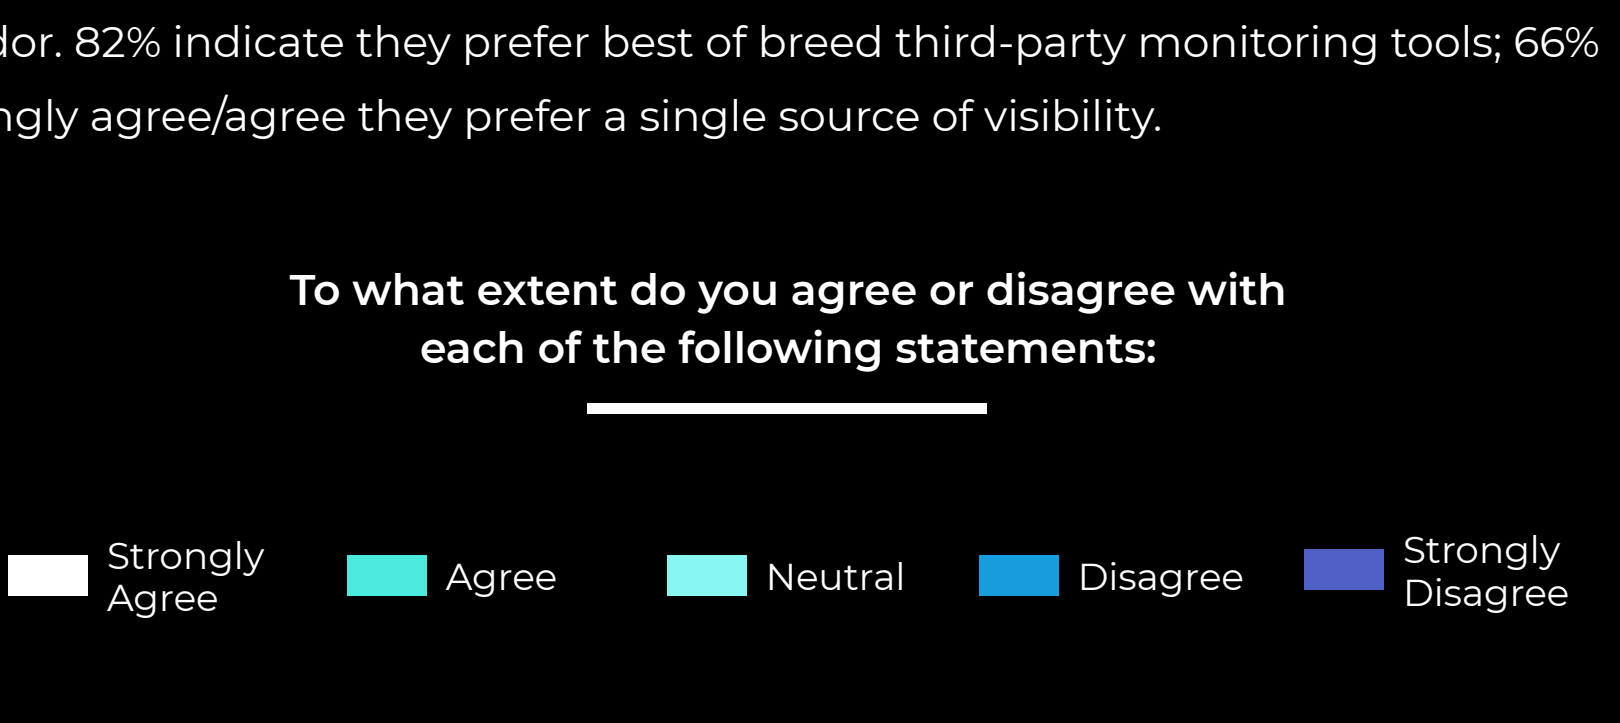 dor. 82% indicate they prefer best of breed third-party monitoring tools; 66%
ngly agree/agree they prefer a single source of visibility.
To what extent do you agree or disagree with
each of the following statements:
Strongly
Agree
Agree
Neutral
Disagree
Strongly
Disagree